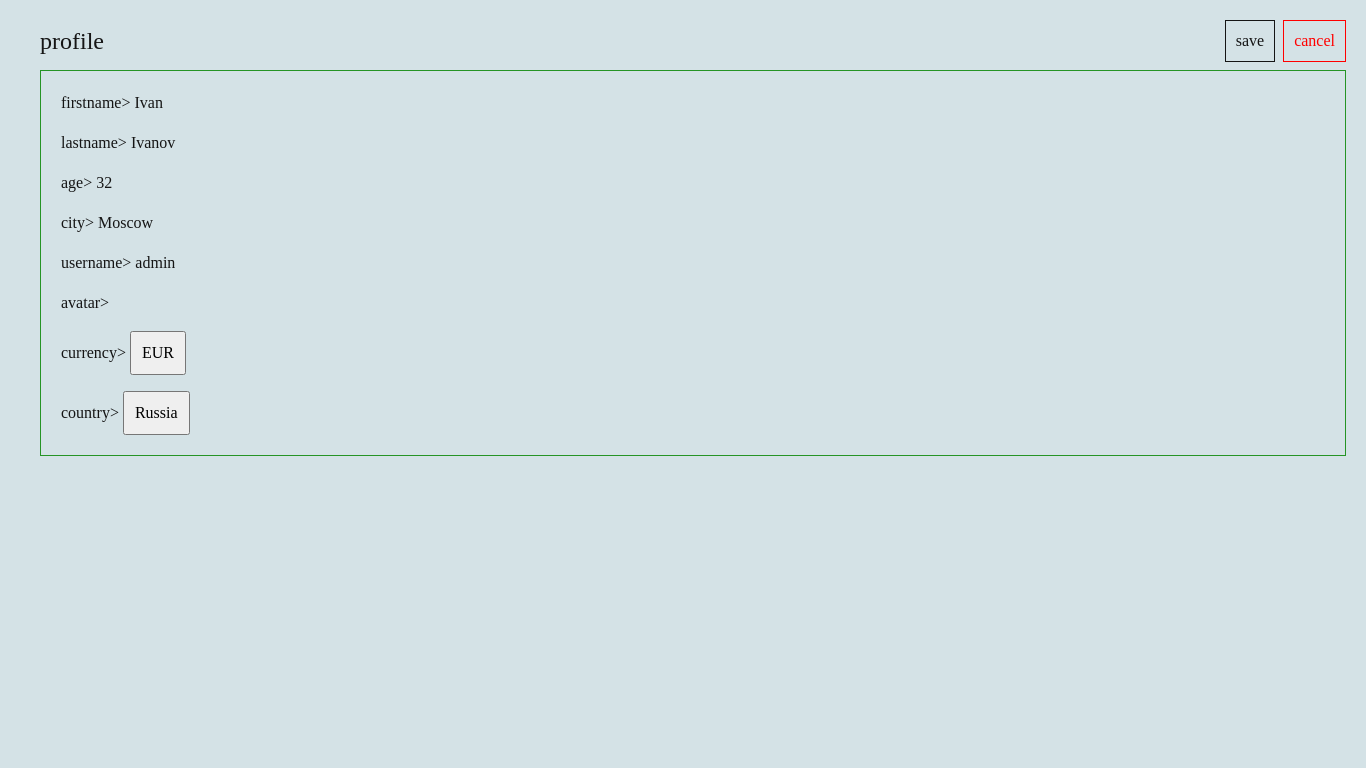 profile
save
cancel
firstname> Ivan
lastname> Ivanov
age> 32
city> Moscow
username> admin
avatar>
currency> EUR
country> Russia